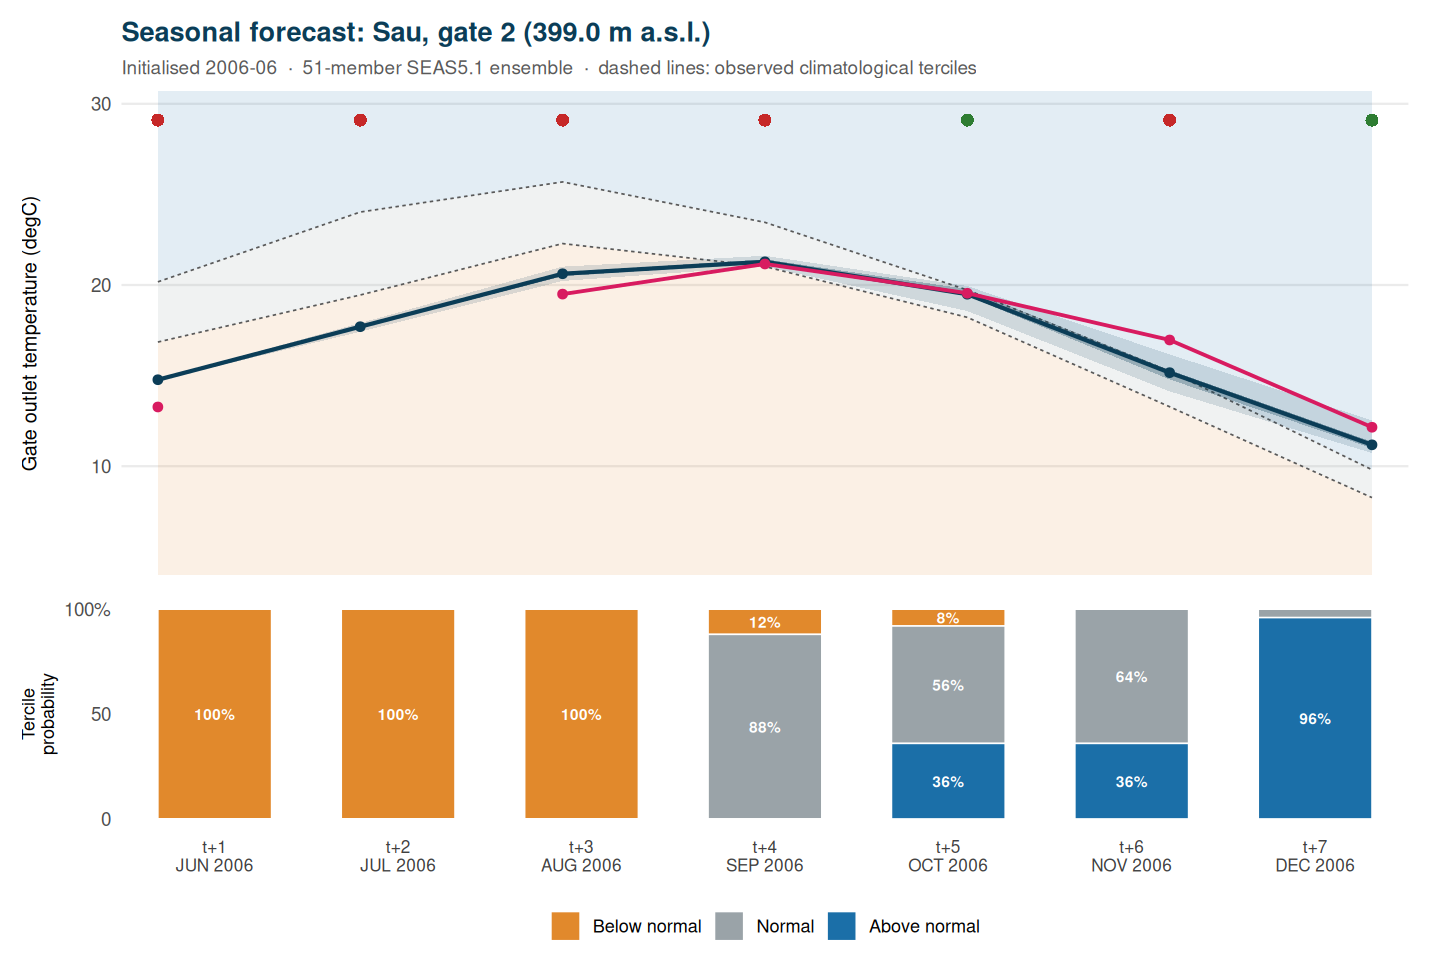 Seasonal forecast: Sau, gate 2 (399.0 m a.s.l.)
Initialised 2006-06 · 51-member SEAS5.1 ensemble · dashed lines: observed climatological terciles
Gate outlet temperature (degC)
30
20
10
Tercile
probability
100%
50
0
100%
100%
100%
12%
88%
8%
56%
36%
64%
36%
96%
t+1
JUN 2006
t+2
JUL 2006
t+3
AUG 2006
t+4
SEP 2006
t+5
OCT 2006
t+6
NOV 2006
t+7
DEC 2006
Below normal
Normal
Above normal